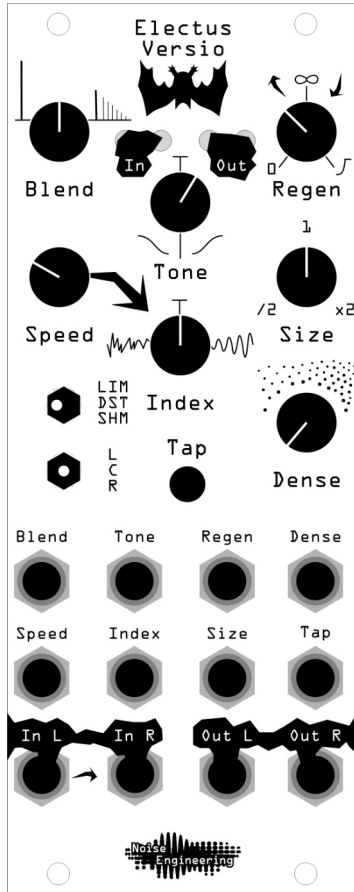 Electus
Versio
In
Out
Blend
Regen
Tone
1
/2
x2
Speed
Size
Index
LIM
DST
SHM
Tap
Dense
L
C
R
Blend Tone Regen Dense
Speed Index Size Tap
In L In R Out L Out R
Noise
Engineering